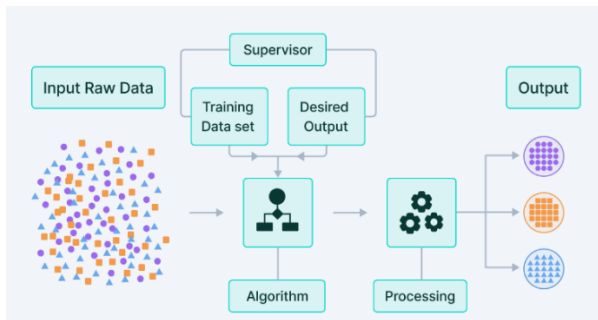 Supervisor
Input Raw Data
Training
Data set
Desired
Output
Output
Algorithm
Processing